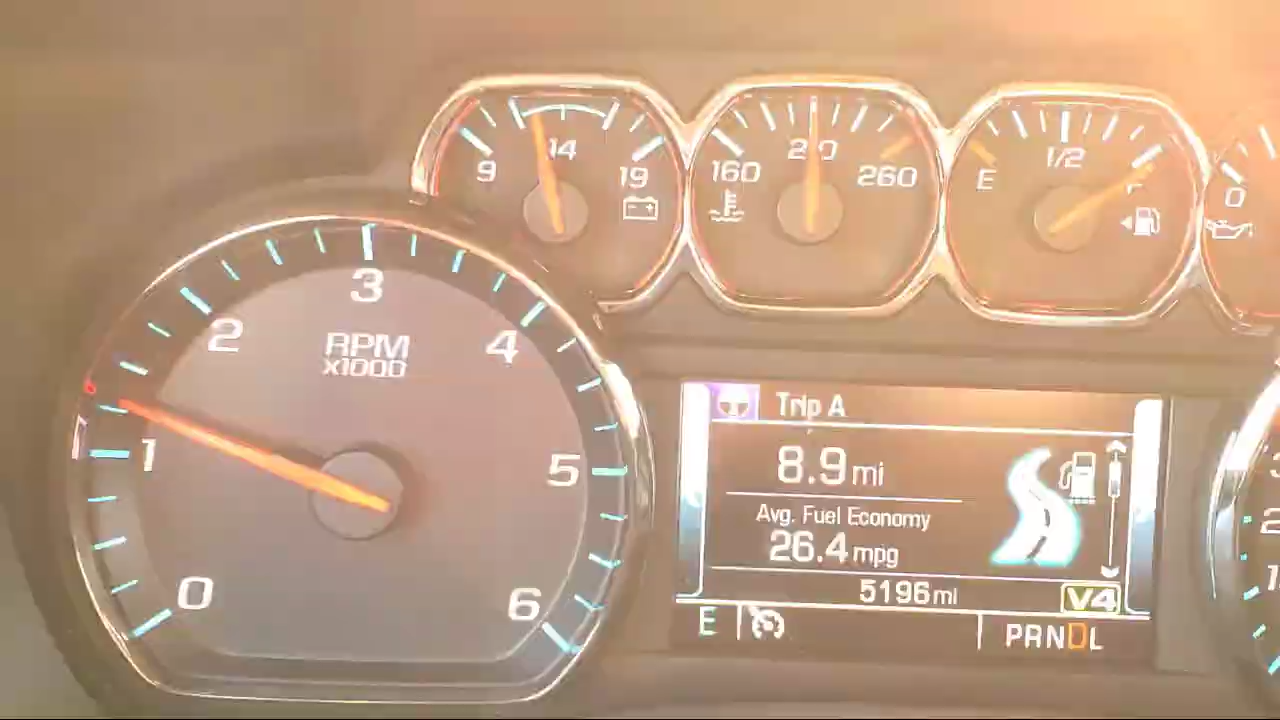 9 14 19
160 210 260
E 1/2 F
0
0 1 2 3 4 5 6
RPM
x1000
Trip A
8.9 mi
Avg. Fuel Economy
26.4 mpg
5196 mi V4
E PRNDL